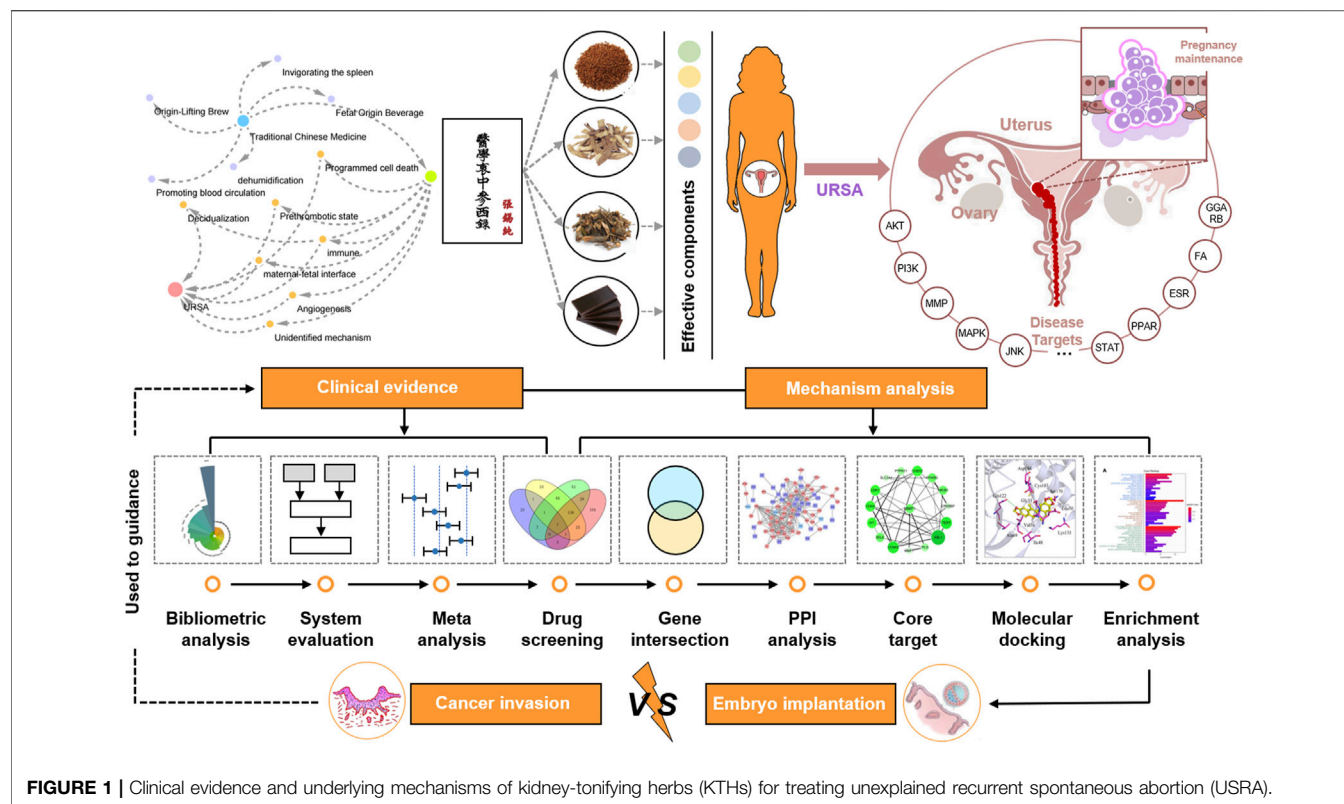 Invigorating the spleen
Origin-Lifting Brew
Fetal Origin Beverage
Traditional Chinese Medicine
Programmed cell death
dehumidification
Promoting blood circulation
Decidualization
Prethrombotic state
immune
maternal-fetal interface
URSA
Angiogenesis
Unidentified mechanism
醫學衷中參西録
張錫純
Effective components
URSA
Pregnancy
maintenance
Uterus
Ovary
AKT
PI3K
MMP
MAPK
JNK
...
STAT
PPAR
ESR
FA
GGA
RB
Disease
Targets
Clinical evidence
Mechanism analysis
Used to guidance
A
Bibliometric
analysis
System
evaluation
Meta
analysis
Drug
screening
Gene
intersection
PPI
analysis
Core
target
Molecular
docking
Enrichment
analysis
Cancer invasion
VS
Embryo implantation
FIGURE 1 | Clinical evidence and underlying mechanisms of kidney-tonifying herbs (KTHs) for treating unexplained recurrent spontaneous abortion (USRA).